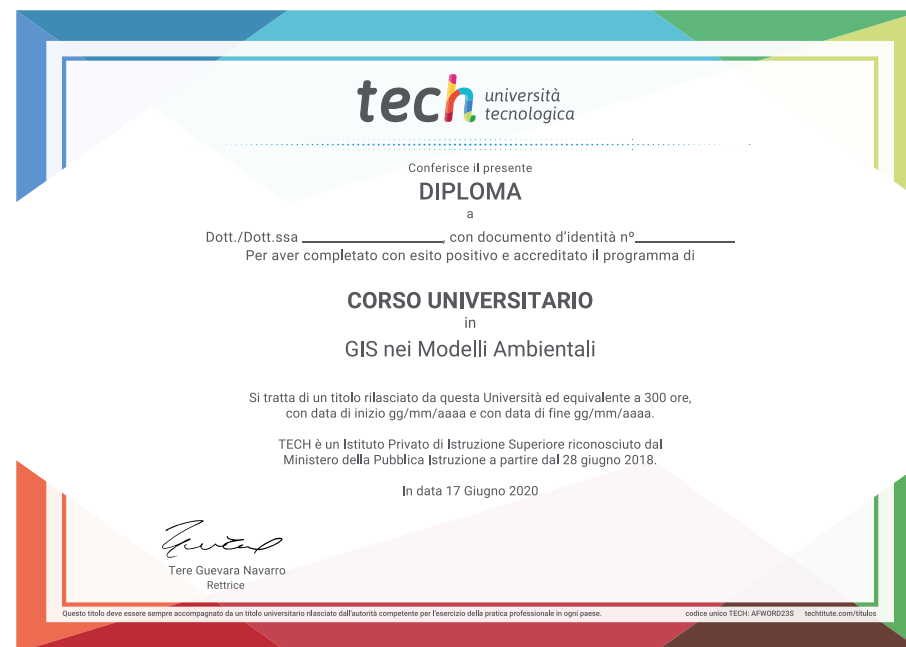 tech università
tecnologica
Conferisce il presente
DIPLOMA
a
Dott./Dott.ssa ________________, con documento d'identità nº____________
Per aver completato con esito positivo e accreditato il programma di
CORSO UNIVERSITARIO
in
GIS nei Modelli Ambientali
Si tratta di un titolo rilasciato da questa Università ed equivalente a 300 ore,
con data di inizio gg/mm/aaaa e con data di fine gg/mm/aaaa.
TECH è un Istituto Privato di Istruzione Superiore riconosciuto dal
Ministero della Pubblica Istruzione a partire dal 28 giugno 2018.
In data 17 Giugno 2020
Tere Guevara Navarro
Rettrice
Questo titolo deve essere sempre accompagnato da un titolo universitario rilasciato dall'autorità competente per l'esercizio della pratica professionale in ogni paese. codice unico TECH: AFWORD23S techtitute.com/titulos